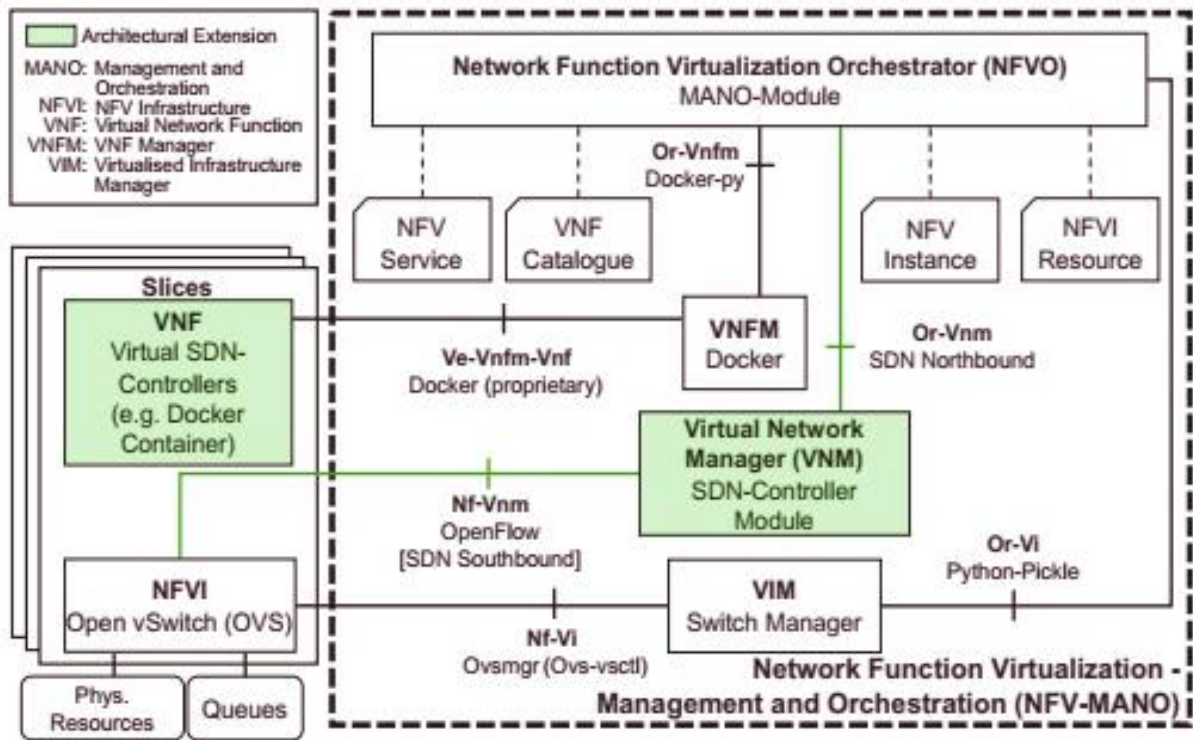 Architectural Extension
MANO: Management and
Orchestration
NFVI: NFV Infrastructure
VNF: Virtual Network Function
VNFM: VNF Manager
VIM: Virtualised Infrastructure
Manager
Network Function Virtualization Orchestrator (NFVO)
MANO-Module
Or-Vnfm
Docker-py
NFV
Service
VNF
Catalogue
NFV
Instance
NFVI
Resource
Slices
VNF
Virtual SDN-
Controllers
(e.g. Docker
Container)
Ve-Vnfm-Vnf
Docker (proprietary)
VNFM
Docker
Or-Vnm
SDN Northbound
Virtual Network
Manager (VNM)
SDN-Controller
Module
Nf-Vnm
OpenFlow
[SDN Southbound]
Or-Vi
Python-Pickle
NFVI
Open vSwitch (OVS)
VIM
Switch Manager
Nf-Vi
Ovsmgr (Ovs-vsctl)
Phys.
Resources
Queues
Network Function Virtualization -
Management and Orchestration (NFV-MANO)